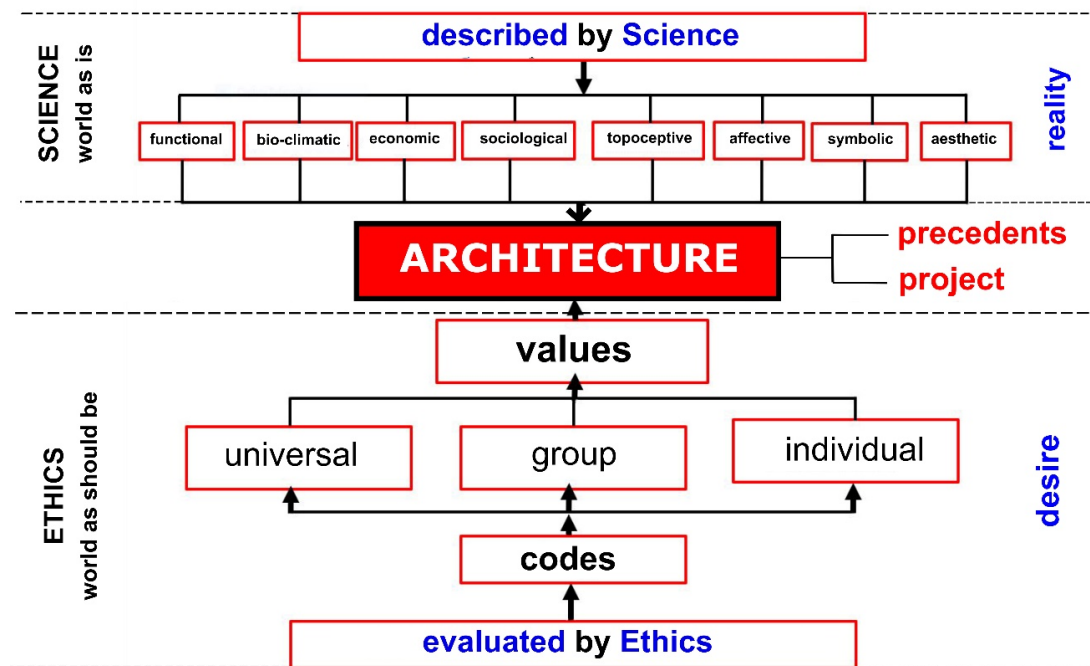 described by Science
SCIENCE
world as is
reality
functional
bio-climatic
economic
sociological
topoceptive
affective
symbolic
aesthetic
ARCHITECTURE
precedents
project
values
ETHICS
world as should be
desire
universal
group
individual
codes
evaluated by Ethics